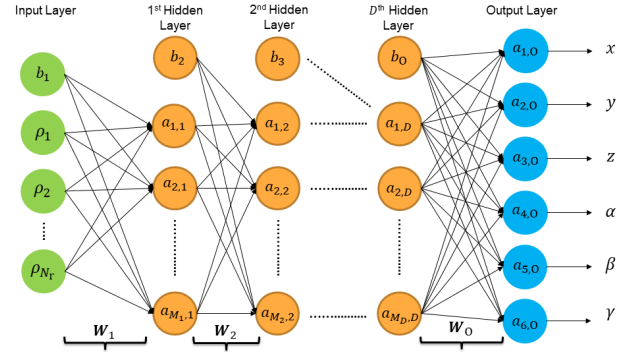 Input Layer
1st Hidden
Layer
2nd Hidden
Layer
Dth Hidden
Layer
Output Layer
b1 b2 b3 bO a1,O x
ρ1 a1,1 a1,2 a1,D a2,O y
ρ2 a2,1 a2,2 a2,D a3,O z
a4,O α
ρNr a5,O β
aM1,1 aM2,2 aMD,D a6,O γ
W1 W2 WO